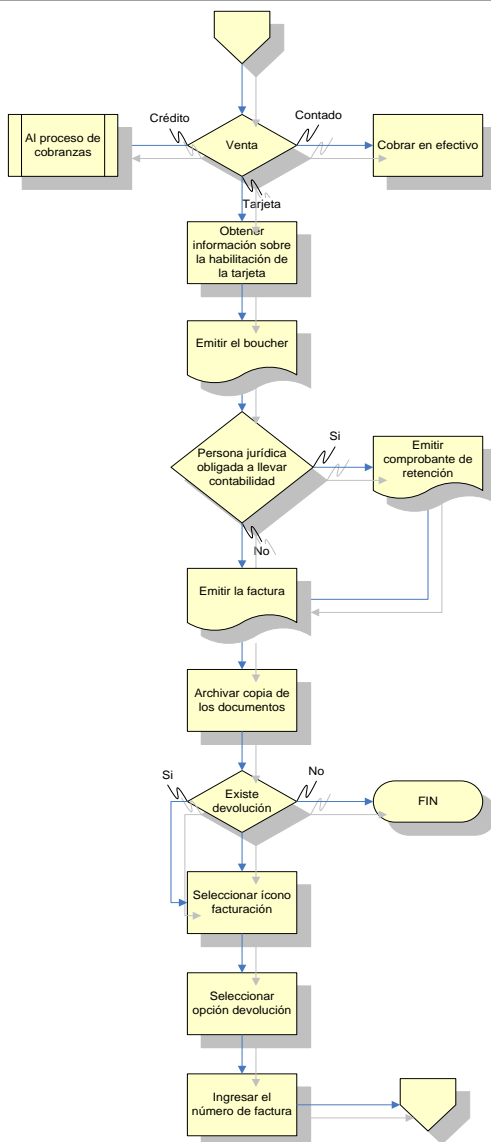 Crédito
Contado
Al proceso de
cobranzas
Venta
Cobrar en efectivo
Tarjeta
Obtener
información sobre
la habilitación de
la tarjeta
Emitir el boucher
Si
Persona jurídica
obligada a llevar
contabilidad
Emitir
comprobante de
retención
No
Emitir la factura
Archivar copia de
los documentos
Si
No
Existe
devolución
FIN
Seleccionar ícono
facturación
Seleccionar
opción devolución
Ingresar el
número de factura